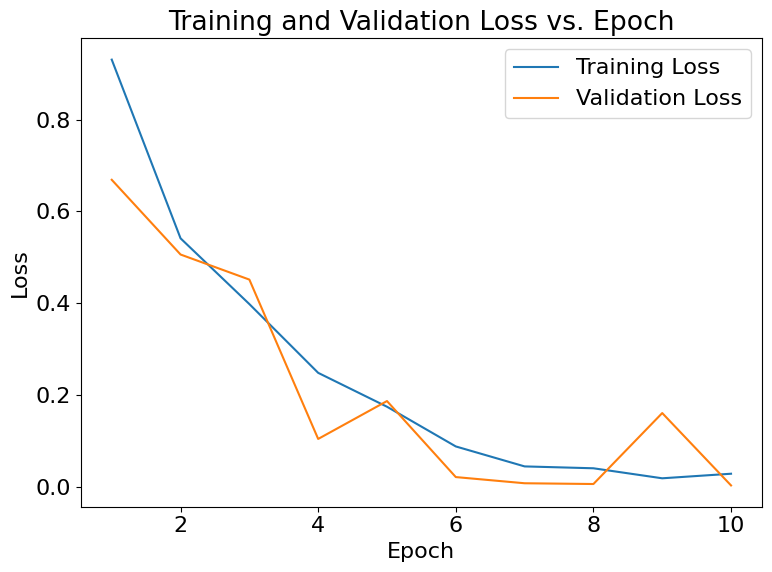 Training and Validation Loss vs. Epoch
Training Loss
Validation Loss
Loss
0.8
0.6
0.4
0.2
0.0
2 4 6 8 10
Epoch